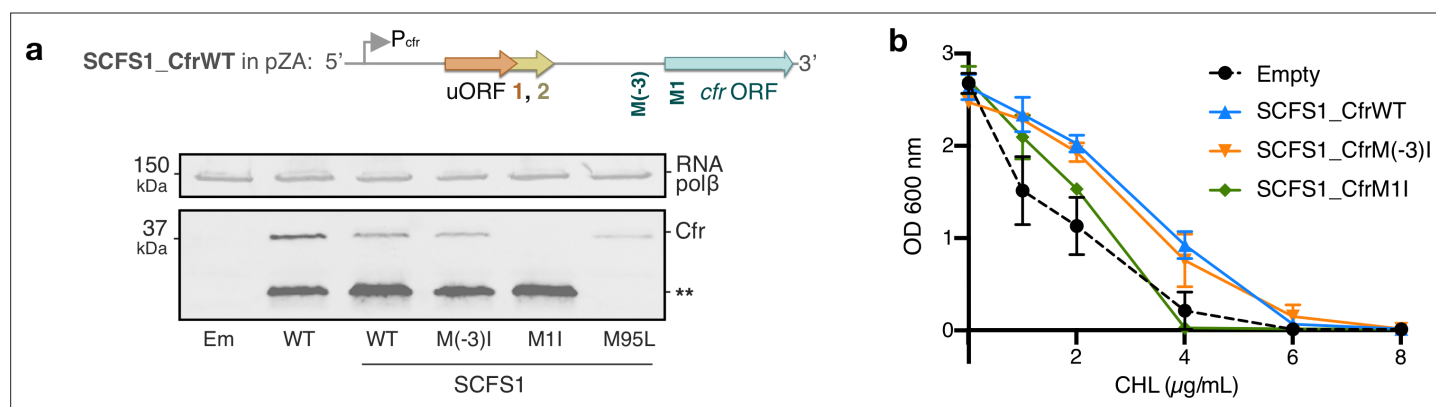 a
SCFS1_CfrWT in pZA: 5’
Pcfr
3’
uORF 1, 2
M(-3)
M1
cfr ORF
150
kDa
RNA
polβ
37
kDa
Cfr
**
Em WT WT M(-3)I M1I M95L
SCFS1
b
3
2
1
0
OD 600 nm
2 4 6 8
CHL (µg/mL)
Empty
SCFS1_CfrWT
SCFS1_CfrM(-3)I
SCFS1_CfrM1I